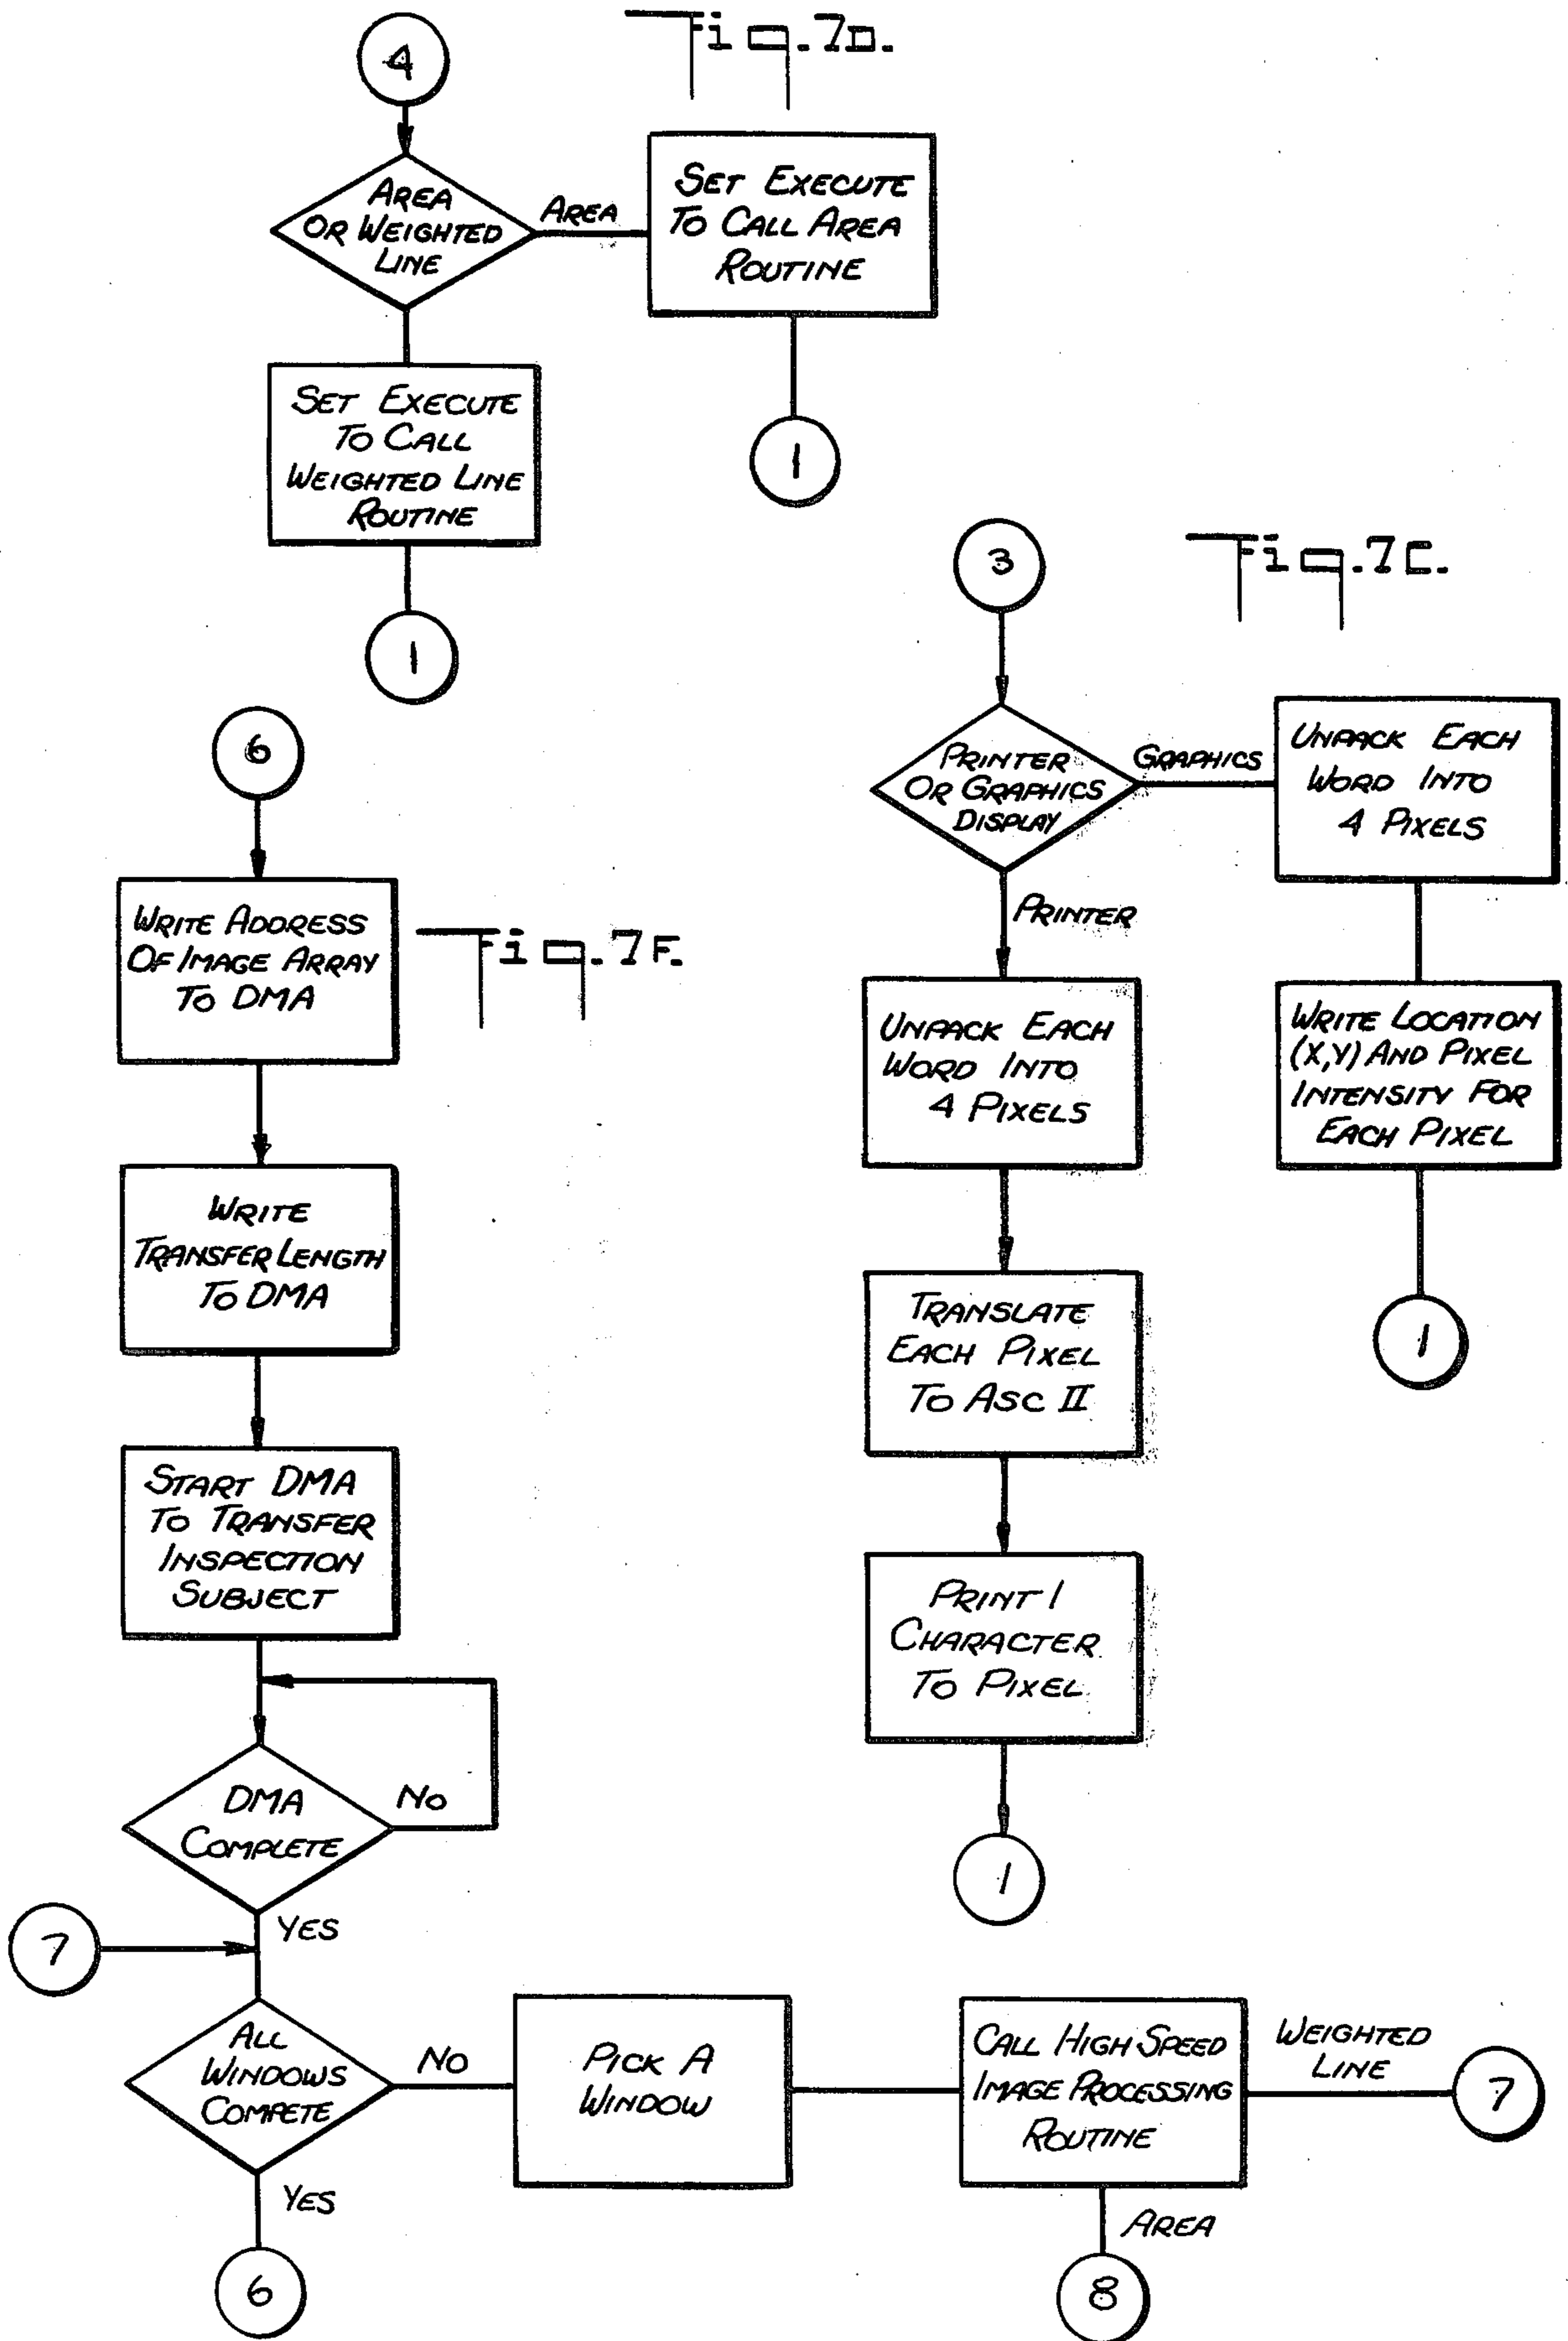 Fig. 7D.
4
AREA
OR WEIGHTED
LINE
AREA
SET EXECUTE
TO CALL AREA
ROUTINE
1
SET EXECUTE
TO CALL
WEIGHTED LINE
ROUTINE
1
Fig. 7C.
3
PRINTER
OR GRAPHICS
DISPLAY
GRAPHICS
UNPACK EACH
WORD INTO
4 PIXELS
WRITE LOCATION
(X,Y) AND PIXEL
INTENSITY FOR
EACH PIXEL
1
PRINTER
UNPACK EACH
WORD INTO
4 PIXELS
TRANSLATE
EACH PIXEL
TO ASC II
PRINT 1
CHARACTER
TO PIXEL
1
Fig. 7F.
6
WRITE ADDRESS
OF IMAGE ARRAY
TO DMA
WRITE
TRANSFER LENGTH
TO DMA
START DMA
TO TRANSFER
INSPECTION
SUBJECT
DMA
COMPLETE
NO
YES
7
ALL
WINDOWS
COMPETE
NO
PICK A
WINDOW
CALL HIGH SPEED
IMAGE PROCESSING
ROUTINE
WEIGHTED
LINE
7
YES
6
AREA
8